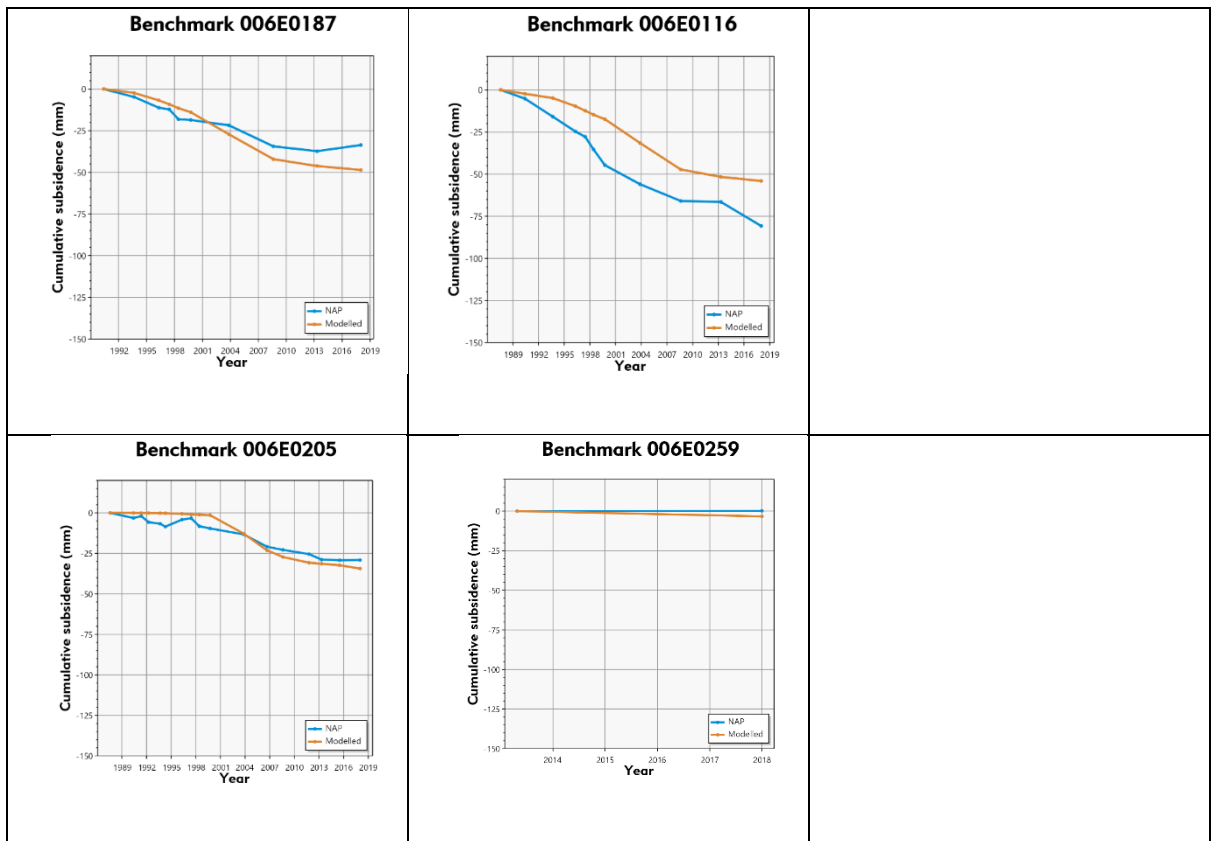 Benchmark 006E0187
Cumulative subsidence (mm)
0
-25
-50
-75
-100
-125
-150
NAP
Modelled
1992 1995 1998 2001 2004 2007 2010 2013 2016 2019
Year
Benchmark 006E0116
Cumulative subsidence (mm)
0
-25
-50
-75
-100
-125
-150
NAP
Modelled
1989 1992 1995 1998 2001 2004 2007 2010 2013 2016 2019
Year
Benchmark 006E0205
Cumulative subsidence (mm)
0
-25
-50
-75
-100
-125
-150
NAP
Modelled
1989 1992 1995 1998 2001 2004 2007 2010 2013 2016 2019
Year
Benchmark 006E0259
Cumulative subsidence (mm)
0
-25
-50
-75
-100
-125
-150
NAP
Modelled
2014 2015 2016 2017 2018
Year